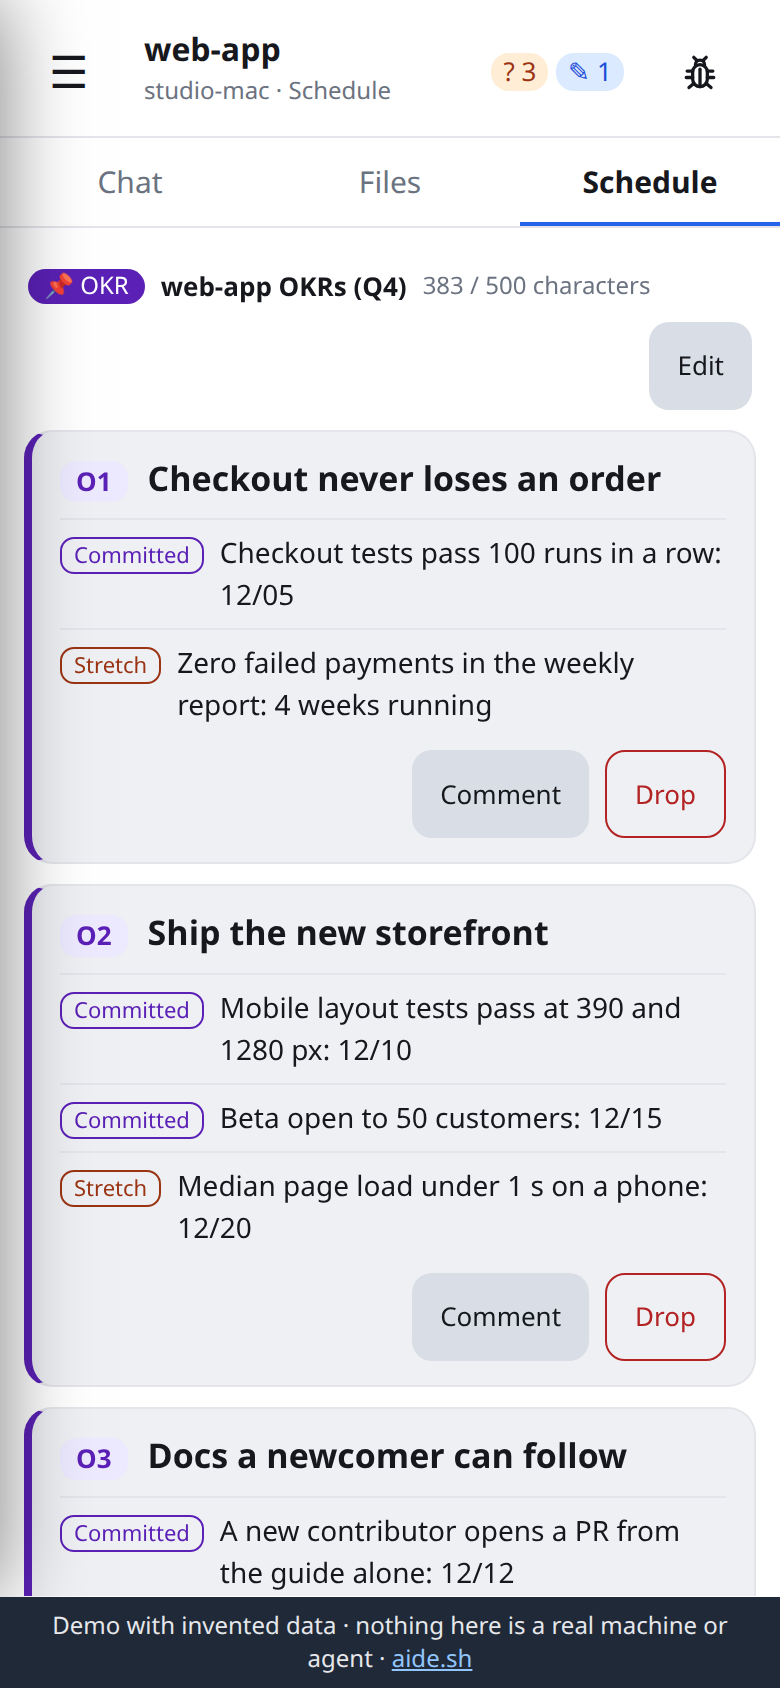 ☰
web-app
studio-mac · Schedule
? 3
✎ 1
Chat
Files
Schedule
📌 OKR
web-app OKRs (Q4)
383 / 500 characters
Edit
O1
Checkout never loses an order
Committed
Checkout tests pass 100 runs in a row:
12/05
Stretch
Zero failed payments in the weekly
report: 4 weeks running
Comment
Drop
O2
Ship the new storefront
Committed
Mobile layout tests pass at 390 and
1280 px: 12/10
Committed
Beta open to 50 customers: 12/15
Stretch
Median page load under 1 s on a phone:
12/20
Comment
Drop
O3
Docs a newcomer can follow
Committed
A new contributor opens a PR from
the guide alone: 12/12
Demo with invented data · nothing here is a real machine or
agent · aide.sh